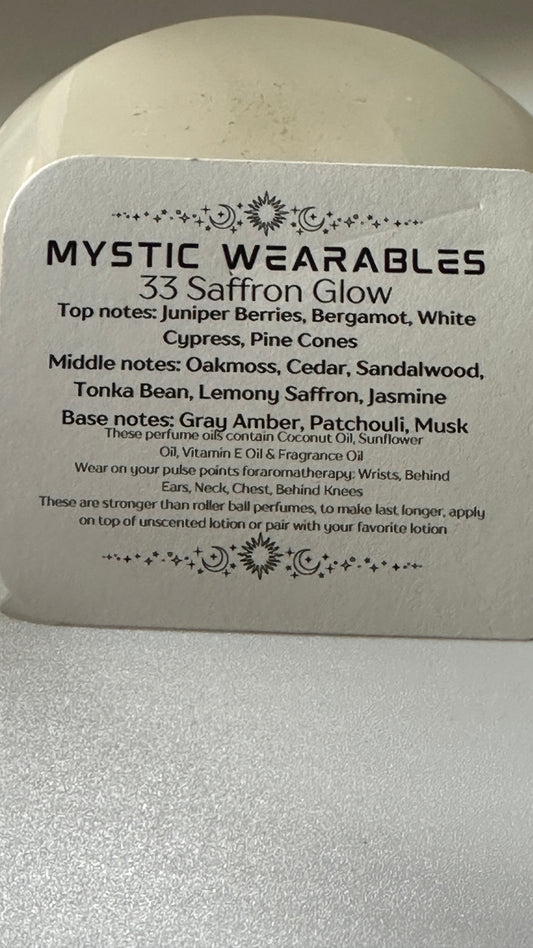 MYSTIC WEARABLES
33 Saffron Glow
Top notes: Juniper Berries, Bergamot, White
Cypress, Pine Cones
Middle notes: Oakmoss, Cedar, Sandalwood,
Tonka Bean, Lemony Saffron, Jasmine
Base notes: Gray Amber, Patchouli, Musk
These perfume oils contain Coconut Oil, Sunflower
Oil, Vitamin E Oil & Fragrance Oil
Wear on your pulse points foraromatherapy: Wrists, Behind
Ears, Neck, Chest, Behind Knees
These are stronger than roller ball perfumes, to make last longer, apply
on top of unscented lotion or pair with your favorite lotion